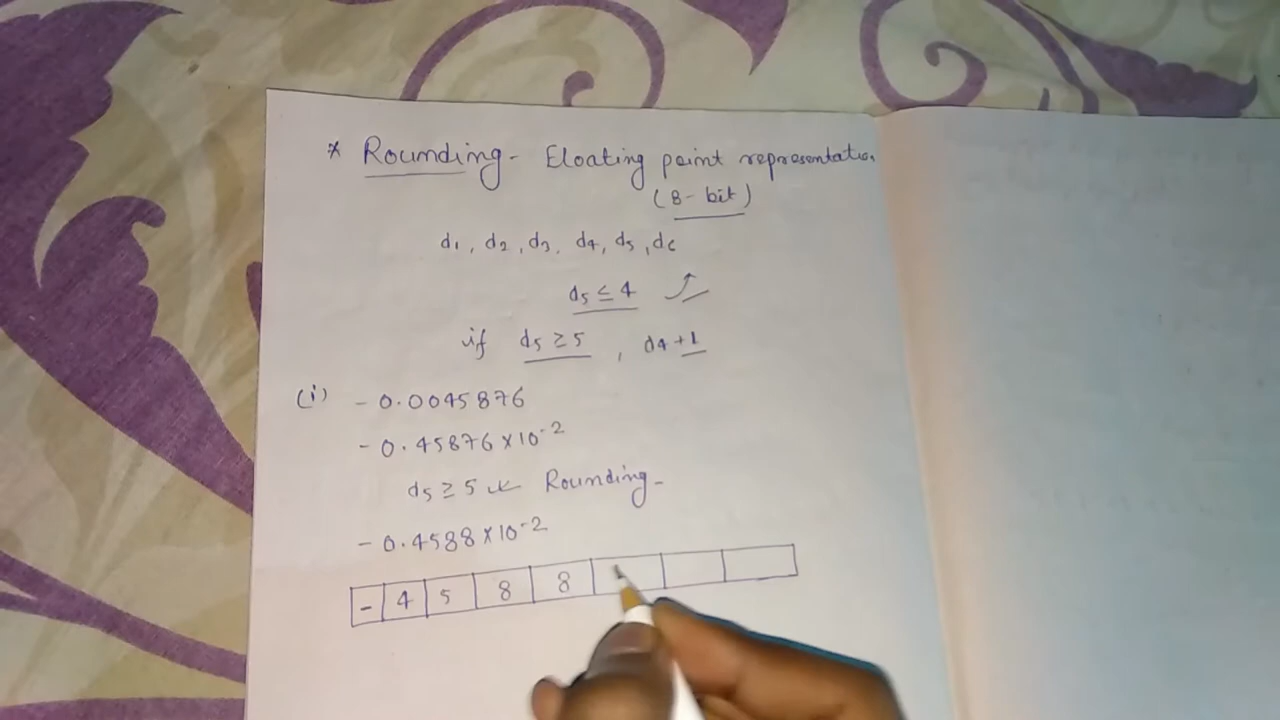 * Rounding - Eloating point representation
(8-bit)
d1, d2, d3, d4, d5, d6
d5 ≤ 4
if d5 ≥ 5, d4+1
(i) - 0.0045876
- 0.45876 × 10^-2
d5 ≥ 5 ✓ Rounding -
- 0.4588 × 10^-2
- 4 5 8 8